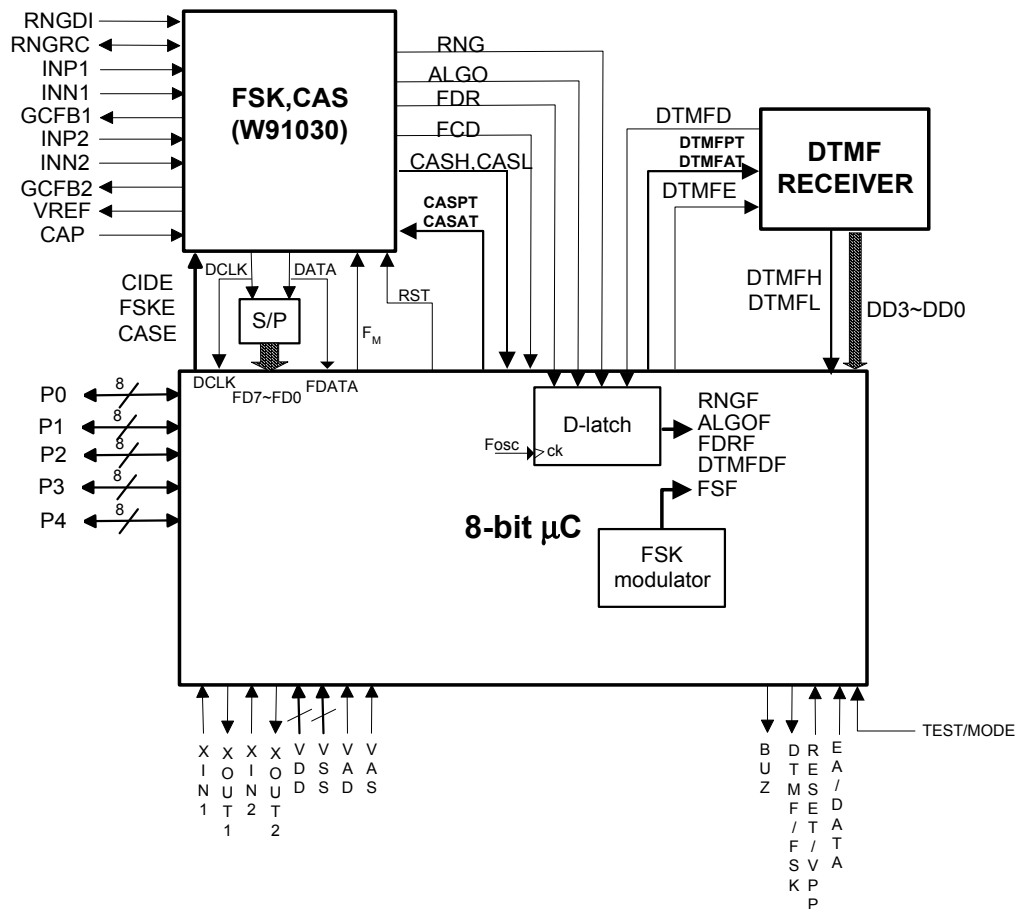 RNGDI
RNGRC
INP1
INN1
GCFB1
INP2
INN2
GCFB2
VREF
CAP
FSK,CAS
(W91030)
RNG
ALGO
FDR
FCD
CASH,CASL
CASPT
CASAT
DTMFD
DTMFPT
DTMFAT
DTMFE
DTMF
RECEIVER
CIDE
FSKE
CASE
DCLK
DATA
S/P
FM
RST
DTMFH
DTMFL
DD3~DD0
DCLK
FD7~FD0
FDATA
P0
8
P1
8
P2
8
P3
8
P4
8
D-latch
Fosc
ck
RNGF
ALGOF
FDRF
DTMFDF
FSF
8-bit μC
FSK
modulator
XIN1
XOUT1
XIN2
XOUT2
VDD
VSS
VAD
VAS
BUZ
DTMF/FSK
RESET/VPP
EA/DATA
TEST/MODE